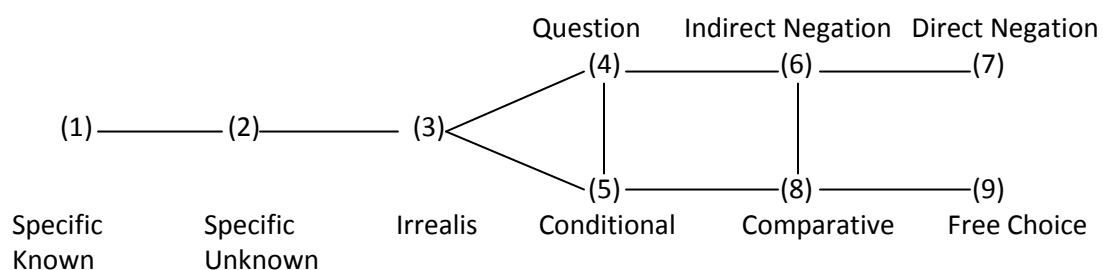 Question Indirect Negation Direct Negation
(4) (6) (7)
(1) (2) (3)
(5) (8) (9)
Specific Specific Irrealis Conditional Comparative Free Choice
Known Unknown